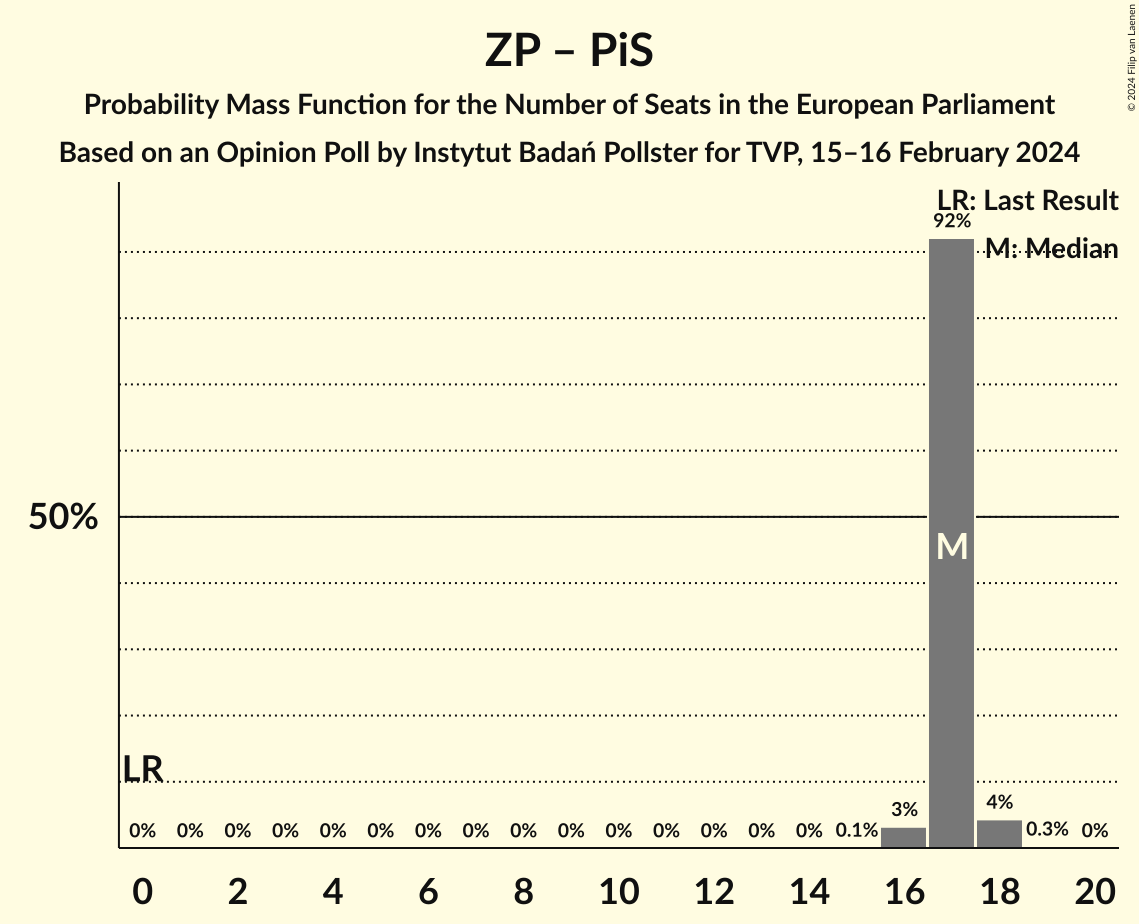 ZP – PiS
Probability Mass Function for the Number of Seats in the European Parliament
Based on an Opinion Poll by Instytut Badań Pollster for TVP, 15–16 February 2024
© 2024 Filip van Laenen
LR: Last Result
92%
M: Median
50%
M
LR
0% 0% 0% 0% 0% 0% 0% 0% 0% 0% 0% 0% 0% 0% 0% 0.1% 3% 4% 0.3% 0%
0 2 4 6 8 10 12 14 16 18 20